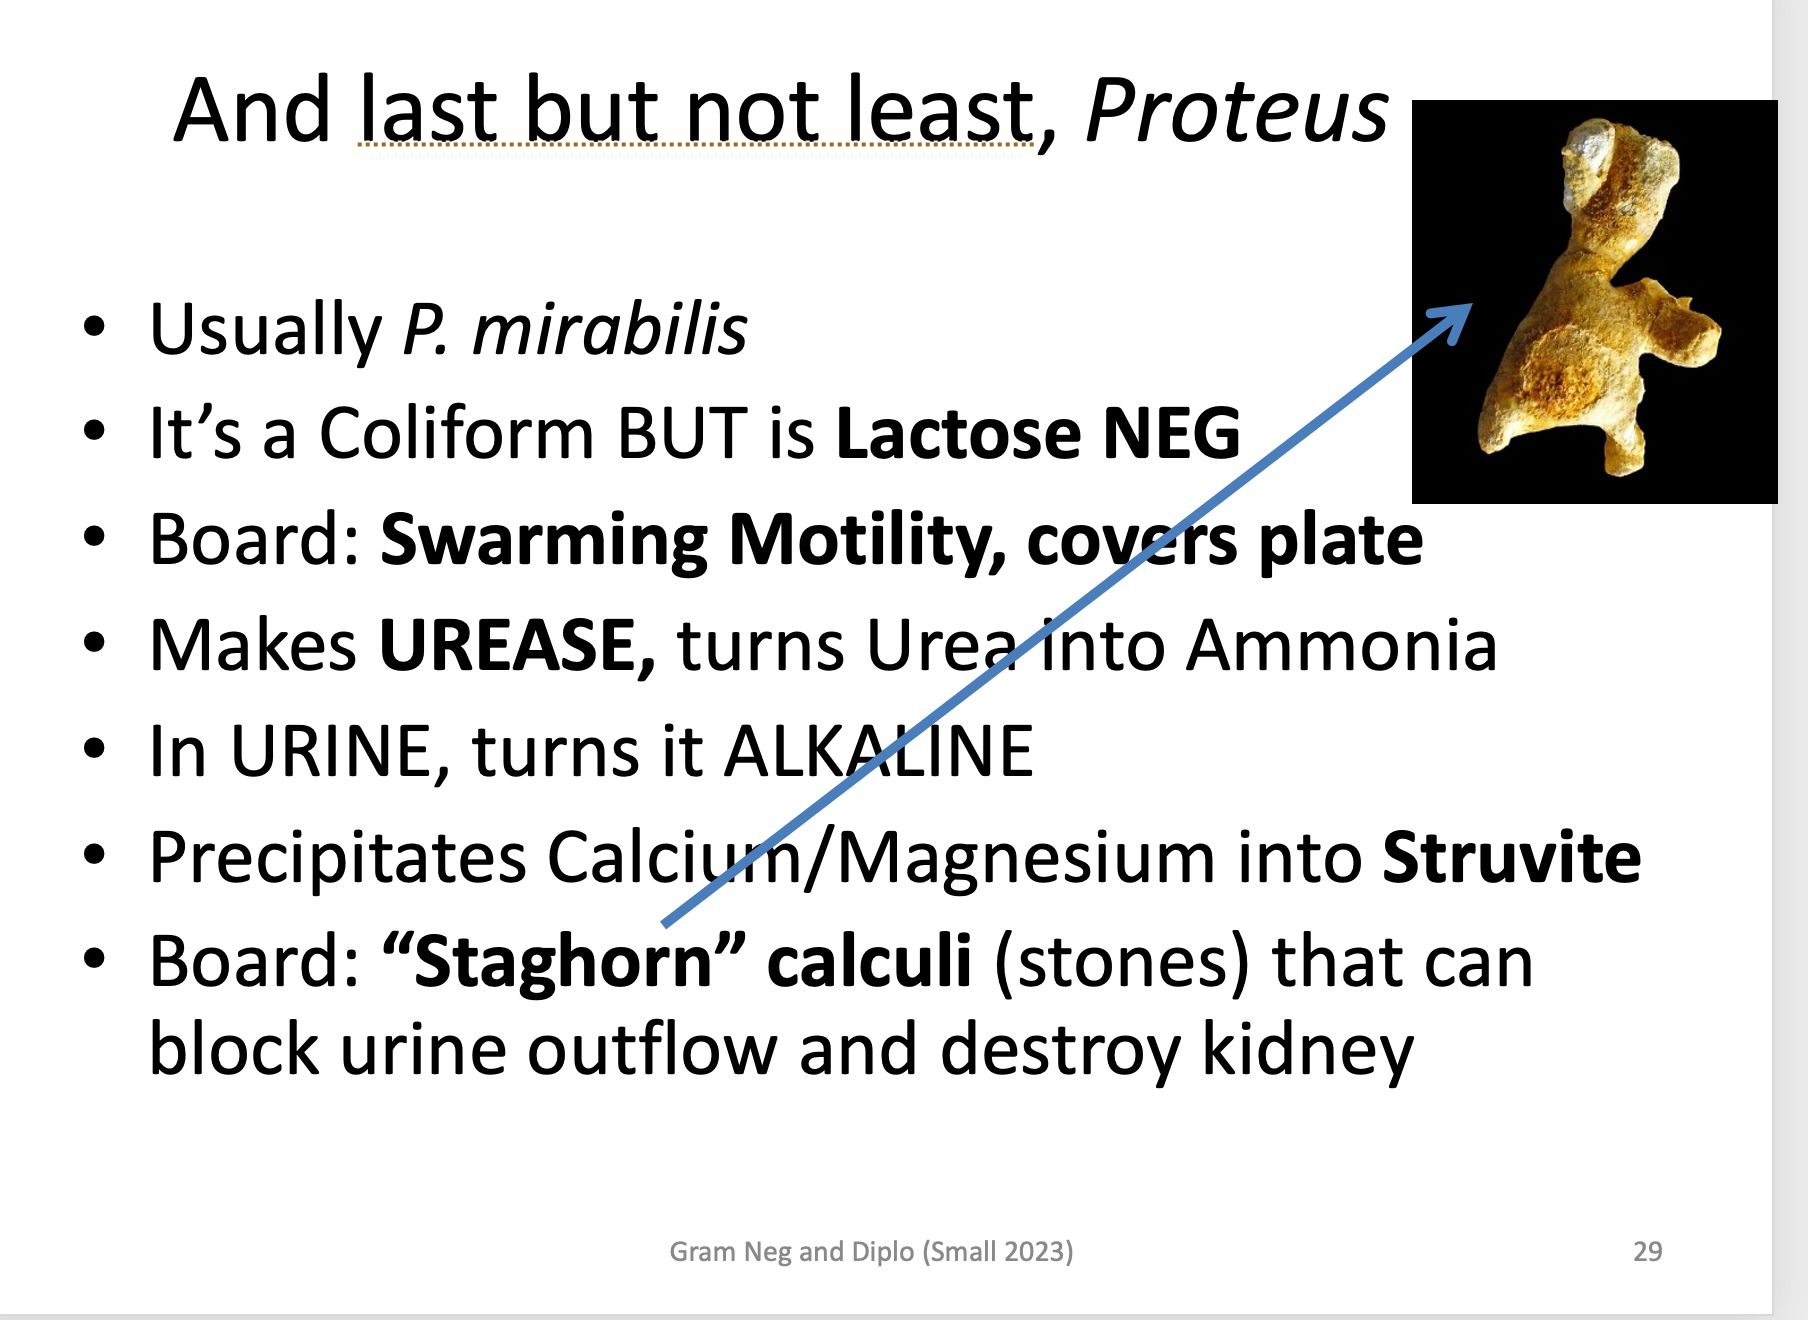 And last but not least, Proteus
• Usually P. mirabilis
• It’s a Coliform BUT is Lactose NEG
• Board: Swarming Motility, covers plate
• Makes UREASE, turns Urea into Ammonia
• In URINE, turns it ALKALINE
• Precipitates Calcium/Magnesium into Struvite
• Board: “Staghorn” calculi (stones) that can
block urine outflow and destroy kidney
Gram Neg and Diplo (Small 2023)
29